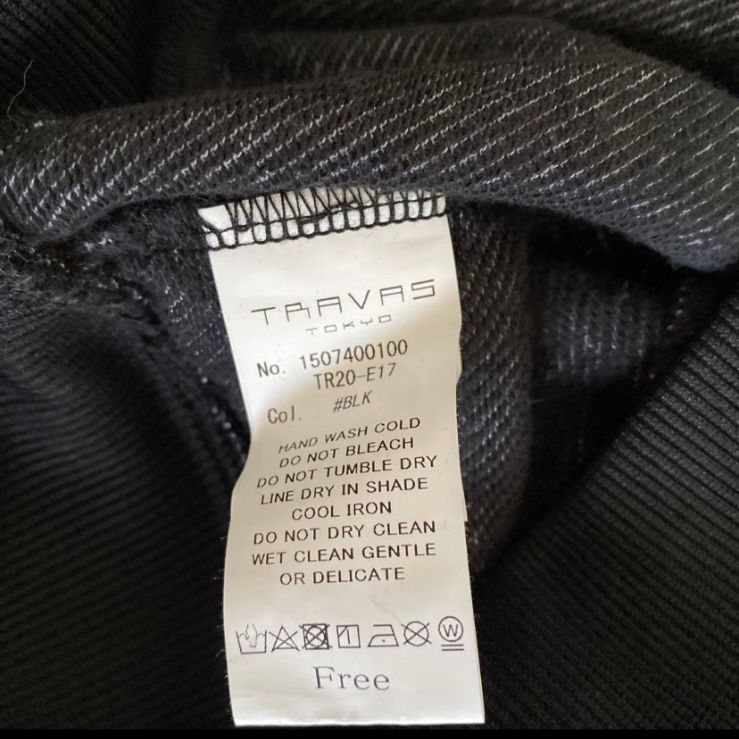 TRAVAS
TOKYO
No. 1507400100
TR20-E17
Col. #BLK
HAND WASH COLD
DO NOT BLEACH
DO NOT TUMBLE DRY
LINE DRY IN SHADE
COOL IRON
DO NOT DRY CLEAN
WET CLEAN GENTLE
OR DELICATE
W
Free